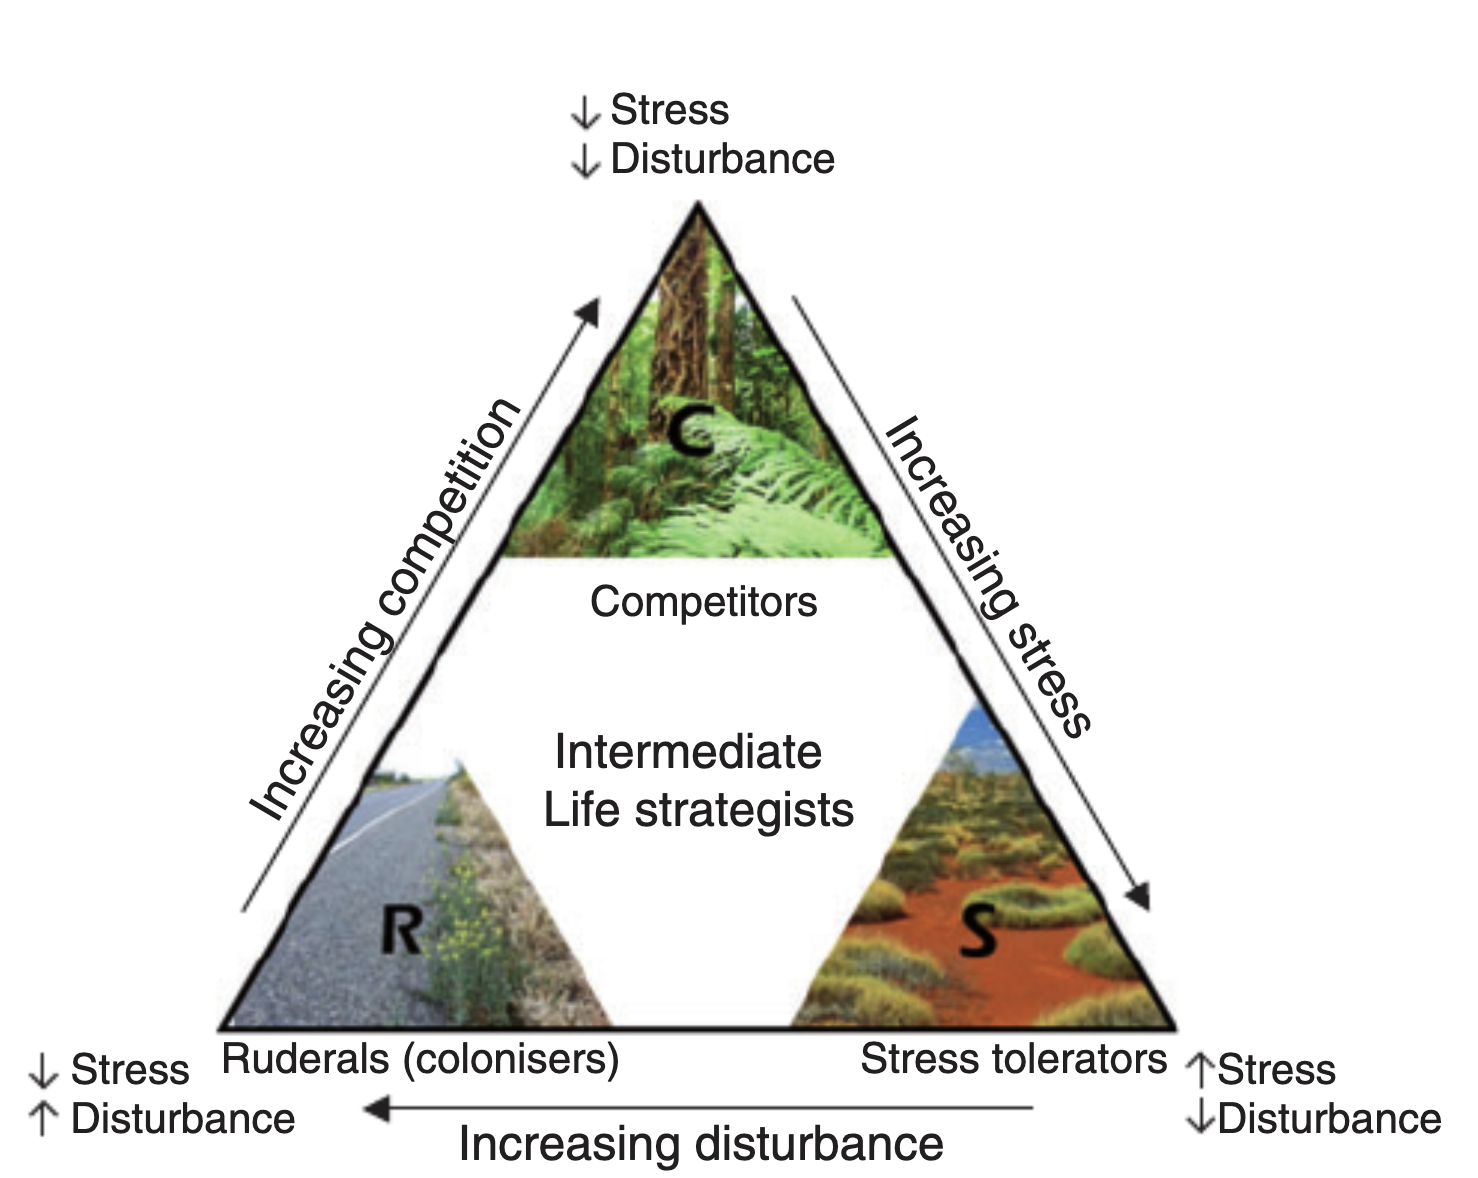 ↓ Stress
↓ Disturbance
Increasing competition
Increasing stress
C
Competitors
Intermediate
Life strategists
R
S
Ruderals (colonisers)
Stress tolerators
↓ Stress
↑ Disturbance
↑ Stress
↓ Disturbance
Increasing disturbance